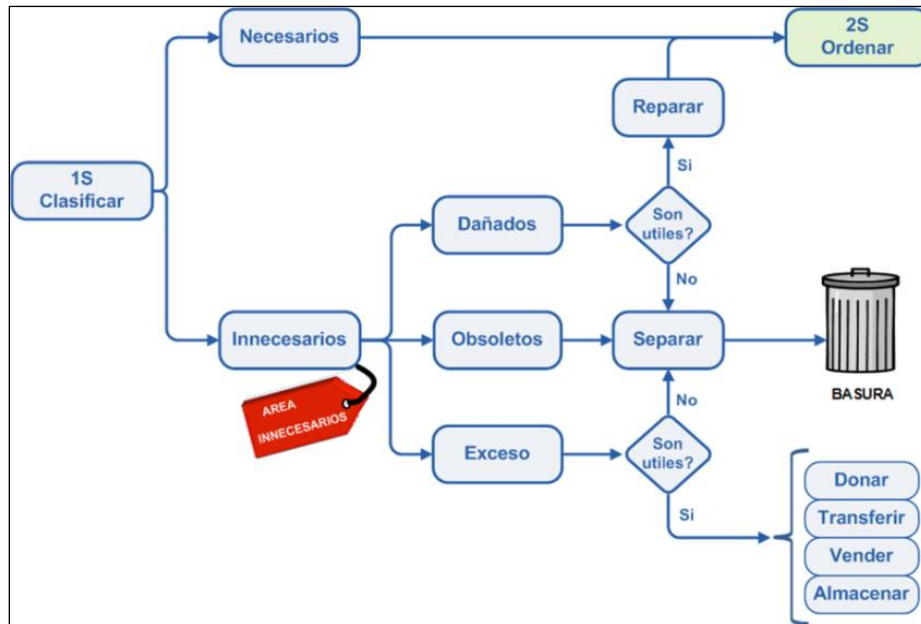 Necesarios
2S
Ordenar
Reparar
Si
1S
Clasificar
Dañados
Son
utiles?
No
Innecesarios
Obsoletos
Separar
BASURA
AREA
INNECESARIOS
No
Exceso
Son
utiles?
Si
Donar
Transferir
Vender
Almacenar